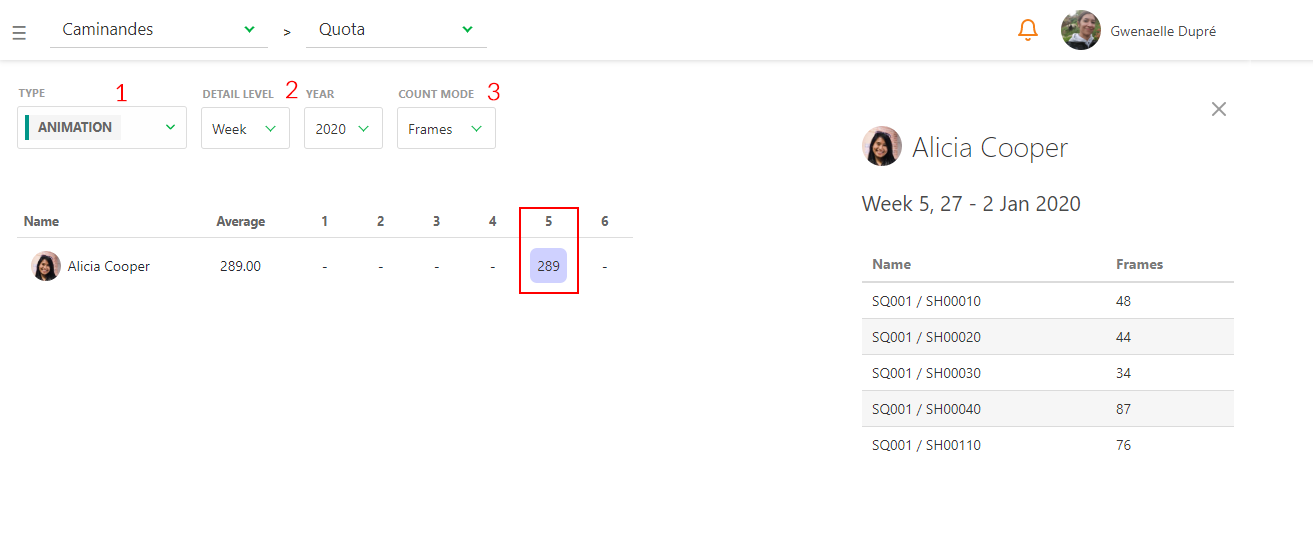 Caminandes > Quota Gwenaelle Dupré
TYPE 1 DETAIL LEVEL 2 YEAR COUNT MODE 3
ANIMATION Week 2020 Frames
Alicia Cooper
Week 5, 27 - 2 Jan 2020
Name Average 1 2 3 4 5 6
Alicia Cooper 289.00 - - - - 289 -
Name Frames
SQ001 / SH00010 48
SQ001 / SH00020 44
SQ001 / SH00030 34
SQ001 / SH00040 87
SQ001 / SH00110 76